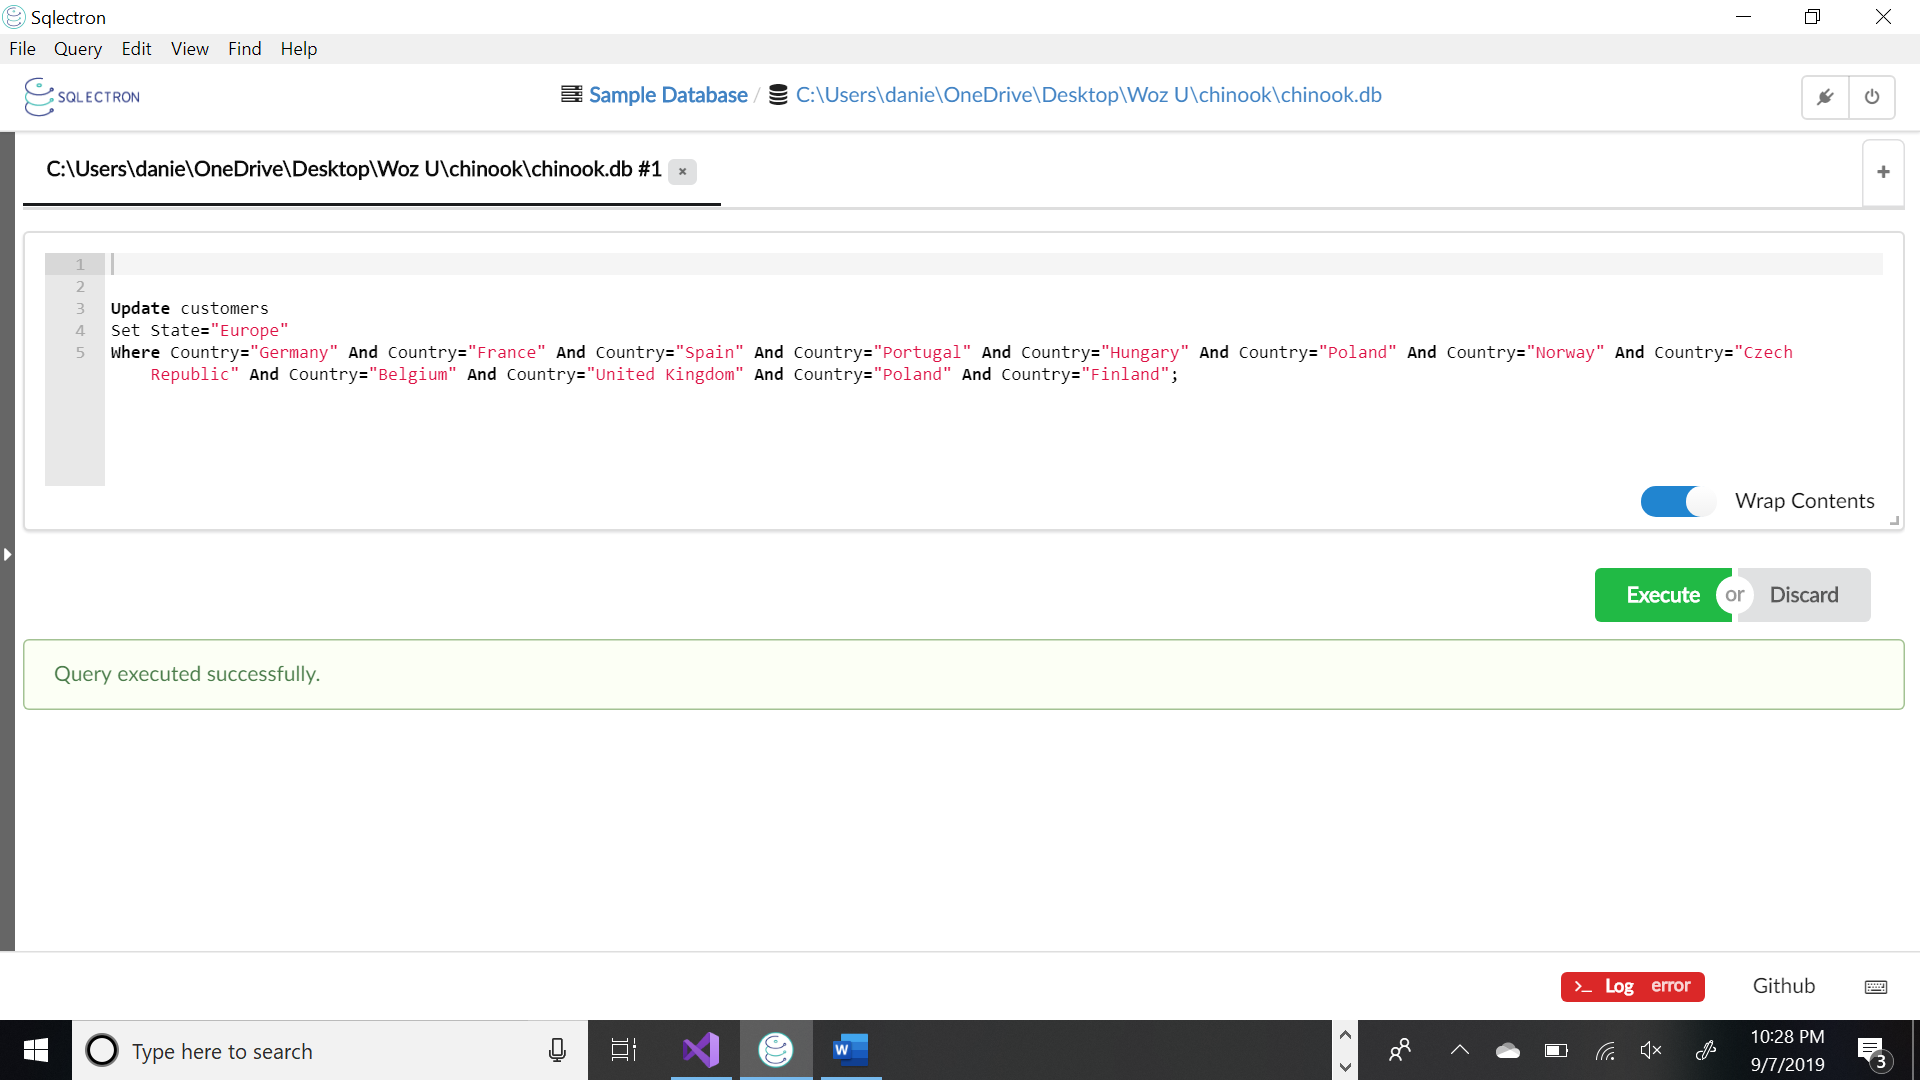 Sqlectron
File Query Edit View Find Help
SQLECTRON
Sample Database / C:\Users\danie\OneDrive\Desktop\Woz U\chinook\chinook.db
C:\Users\danie\OneDrive\Desktop\Woz U\chinook\chinook.db #1 ×
+
1
2
3 Update customers
4 Set State="Europe"
5 Where Country="Germany" And Country="France" And Country="Spain" And Country="Portugal" And Country="Hungary" And Country="Poland" And Country="Norway" And Country="Czech
Republic" And Country="Belgium" And Country="United Kingdom" And Country="Poland" And Country="Finland";
Wrap Contents
Execute or Discard
Query executed successfully.
>_ Log error Github
Type here to search
W
10:28 PM
9/7/2019
3